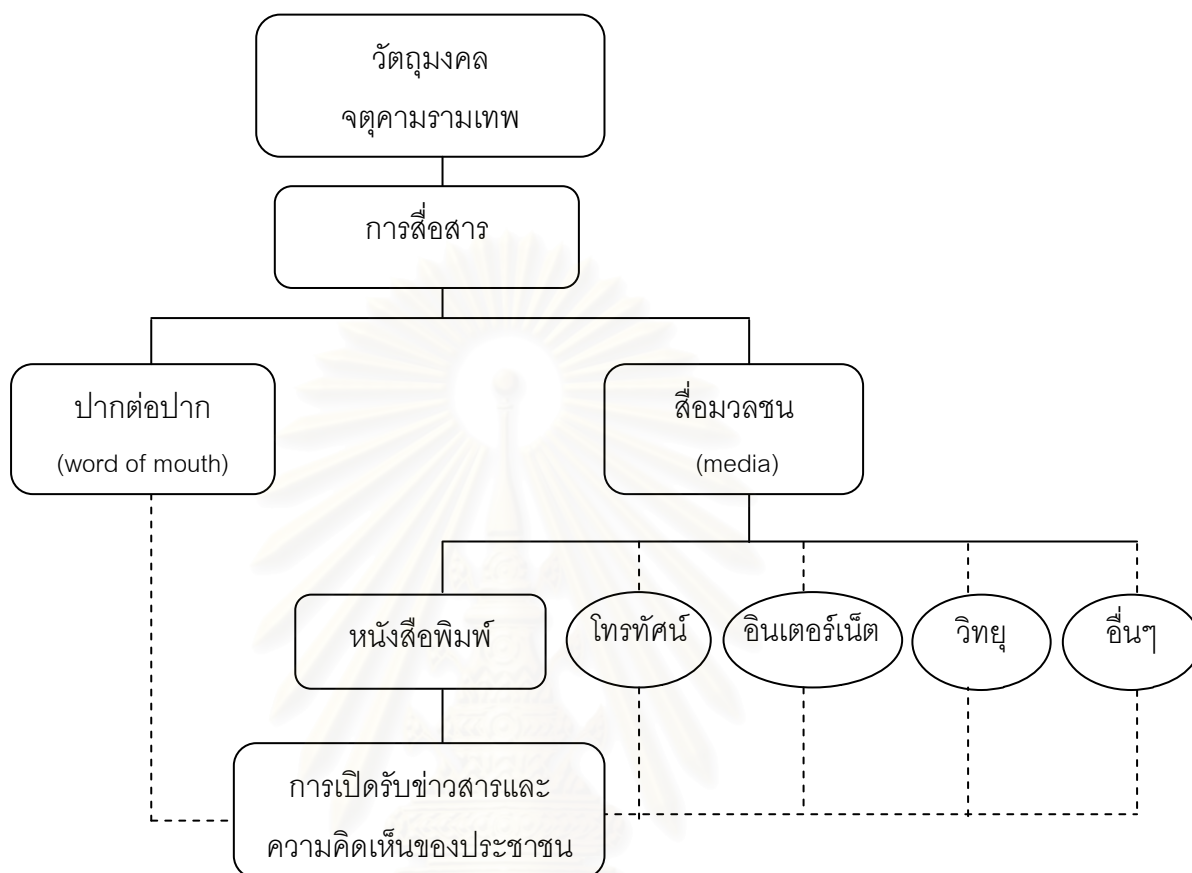 วัตถุมงคล
จตุคามรามเทพ
การสื่อสาร
ปากต่อปาก
(word of mouth)
สื่อมวลชน
(media)
หนังสือพิมพ์
โทรทัศน์
อินเตอร์เน็ต
วิทยุ
อื่นๆ
การเปิดรับข่าวสารและ
ความคิดเห็นของประชาชน